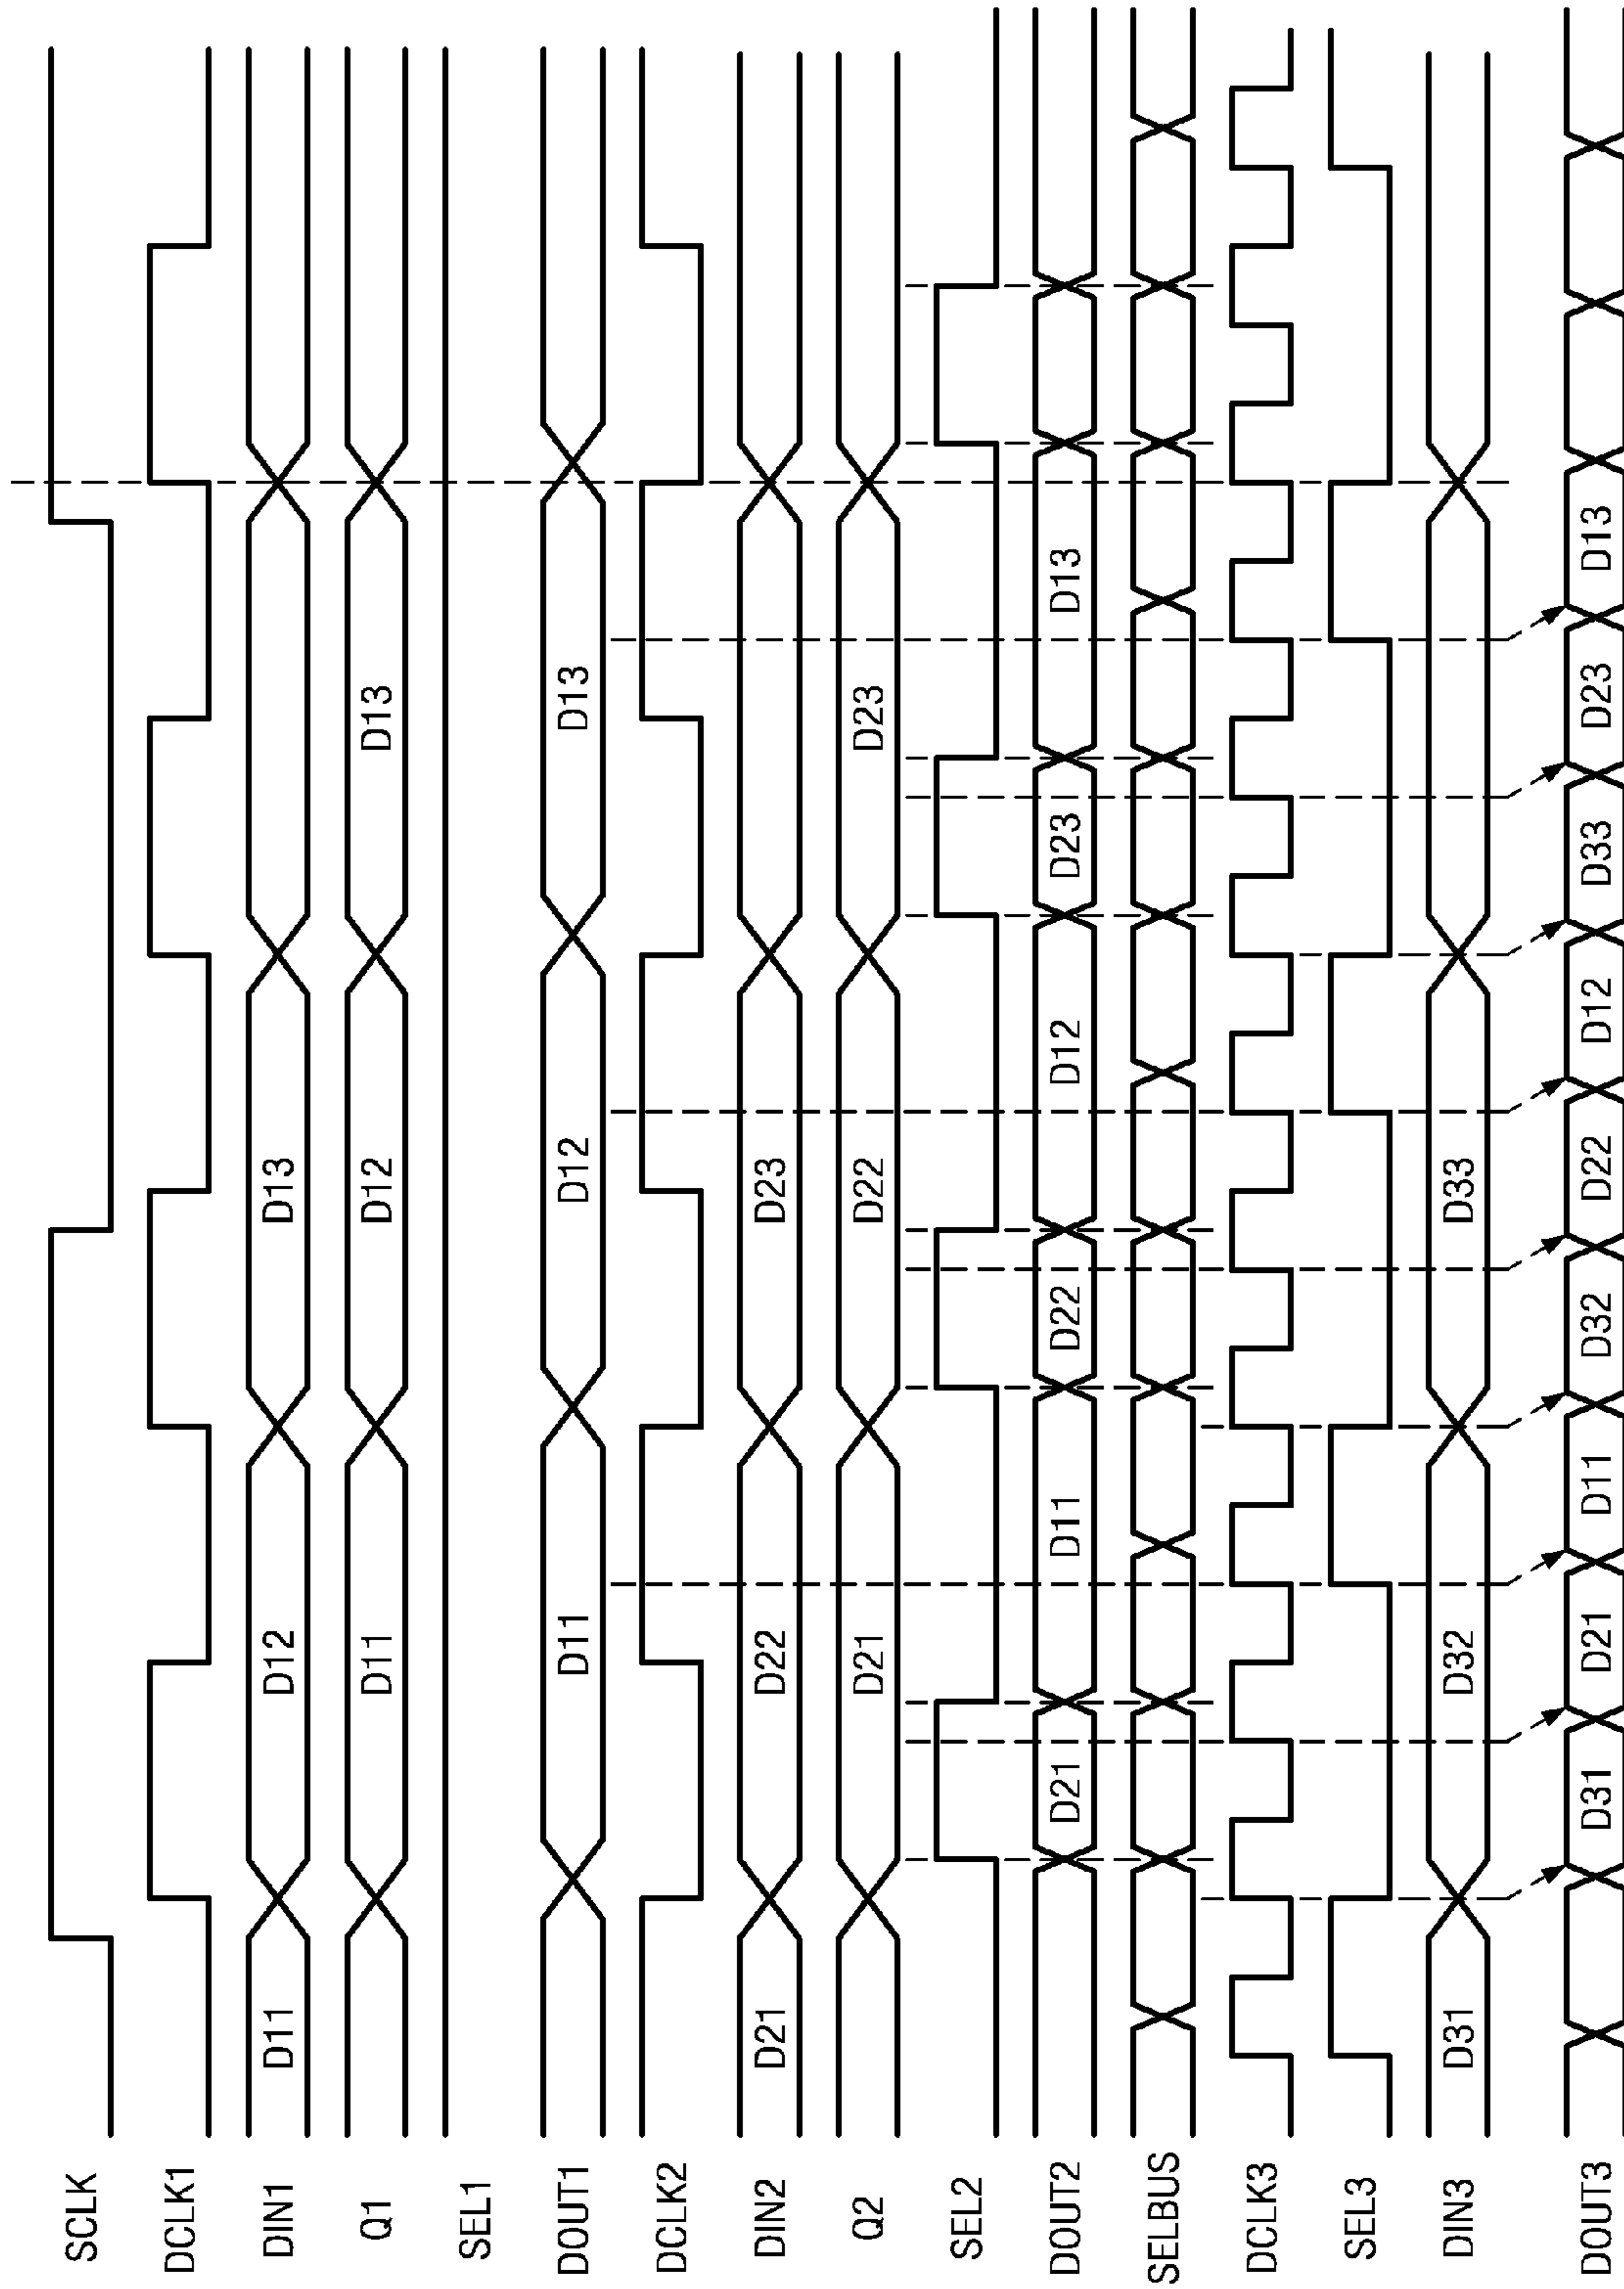 SCLK
DCLK1
DIN1 D11 D12 D13
Q1 D11 D12 D13
SEL1
DOUT1 D11 D12 D13
DCLK2
DIN2 D21 D22 D23
Q2 D21 D22 D23
SEL2
DOUT2 D21 D11 D22 D12 D23 D13
SELBUS
DCLK3
SEL3
DIN3 D31 D32 D33
DOUT3 D31 D21 D11 D32 D22 D12 D33 D23 D13